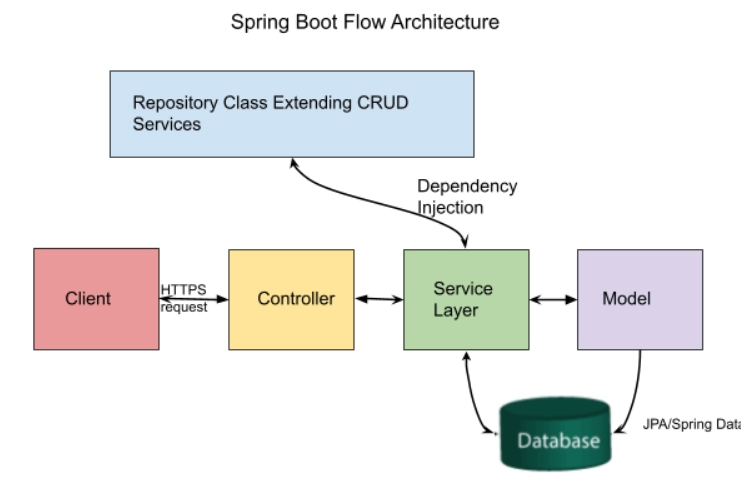 Spring Boot Flow Architecture
Repository Class Extending CRUD
Services
Dependency
Injection
Client
HTTPS
request
Controller
Service
Layer
Model
JPA/Spring Data
Database